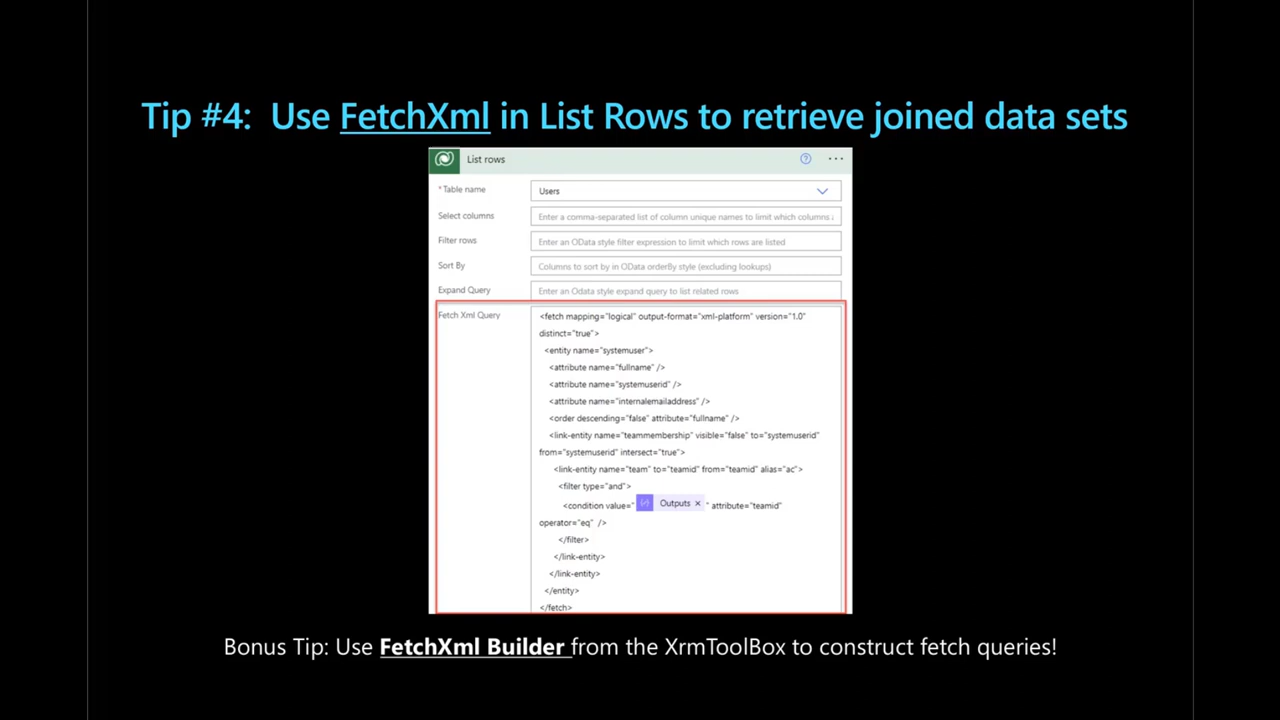 Tip #4:  Use FetchXml in List Rows to retrieve joined data sets
List rows
* Table name
Users
Select columns
Enter a comma-separated list of column unique names to limit which columns a
Filter rows
Enter an OData style filter expression to limit which rows are listed
Sort By
Columns to sort by in OData orderBy style (excluding lookups)
Expand Query
Enter an Odata style expand query to list related rows
Fetch Xml Query
<fetch mapping="logical" output-format="xml-platform" version="1.0"
distinct="true">
<entity name="systemuser">
<attribute name="fullname" />
<attribute name="systemuserid" />
<attribute name="internalemailaddress" />
<order descending="false" attribute="fullname" />
<link-entity name="teammembership" visible="false" to="systemuserid"
from="systemuserid" intersect="true">
<link-entity name="team" to="teamid" from="teamid" alias="ac">
<filter type="and">
<condition value=" Outputs × " attribute="teamid"
operator="eq" />
</filter>
</link-entity>
</link-entity>
</entity>
</fetch>
Bonus Tip: Use FetchXml Builder from the XrmToolBox to construct fetch queries!